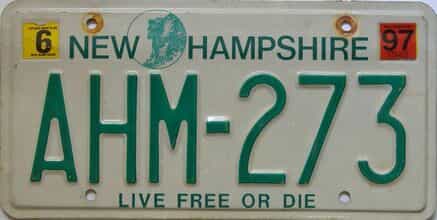 6 NEW HAMPSHIRE 97
AHM-273
LIVE FREE OR DIE